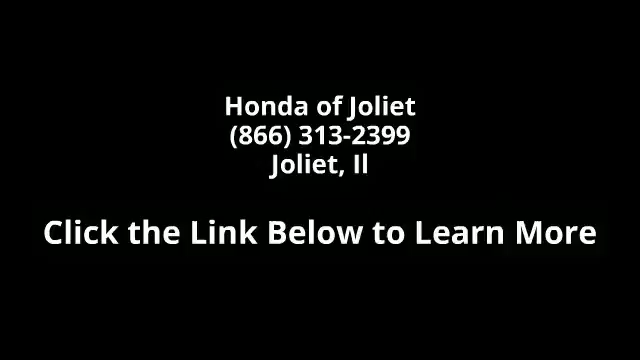 Honda of Joliet
(866) 313-2399
Joliet, Il
Click the Link Below to Learn More